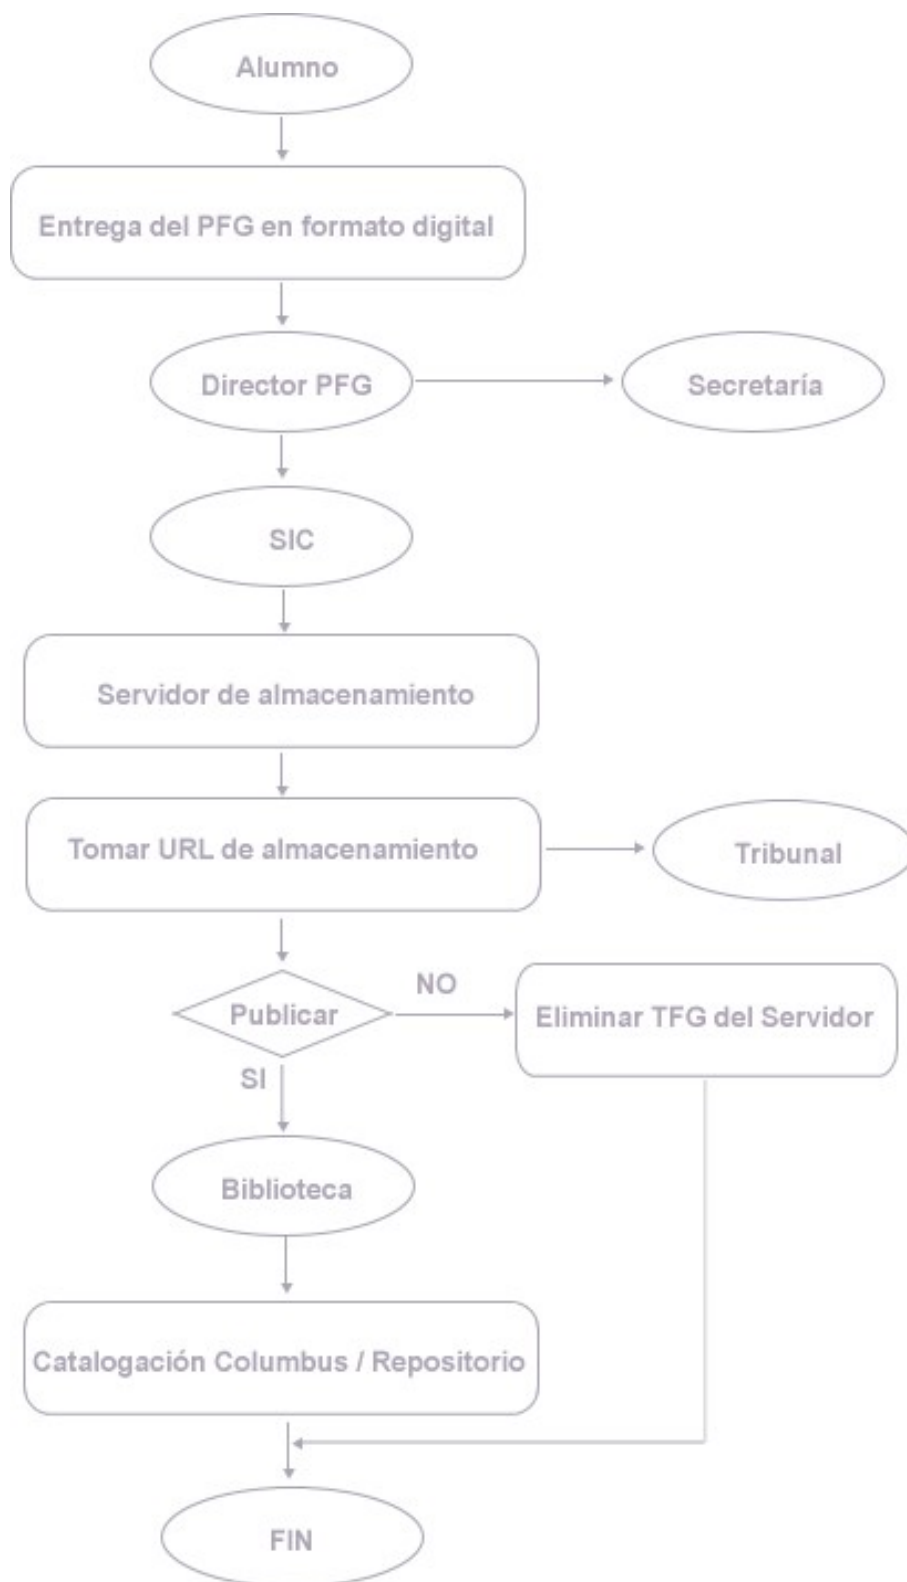 Alumno
Entrega del PFG en formato digital
Director PFG
Secretaría
SIC
Servidor de almacenamiento
Tomar URL de almacenamiento
Tribunal
Publicar
NO
Eliminar TFG del Servidor
SI
Biblioteca
Catalogación Columbus / Repositorio
FIN